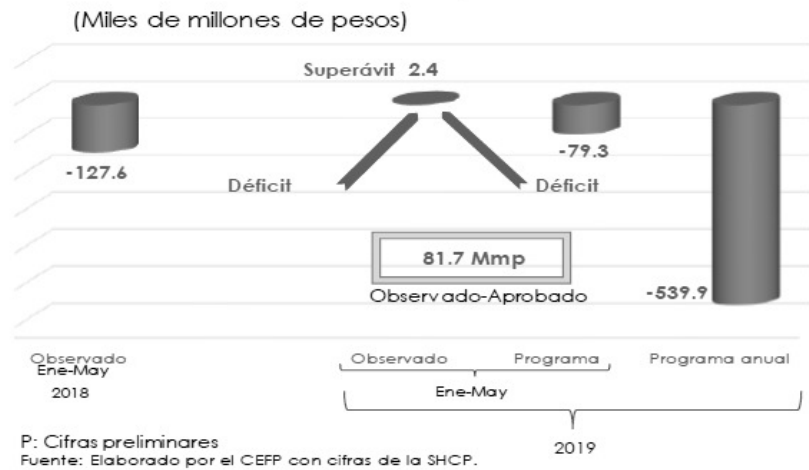 (Miles de millones de pesos)
Superávit 2.4
-127.6
-79.3
Déficit
Déficit
81.7 Mmp
Observado-Aprobado
-539.9
Observado
Ene-May
2018
Observado
Programa
Programa anual
Ene-May
2019
P: Cifras preliminares
Fuente: Elaborado por el CEFP con cifras de la SHCP.